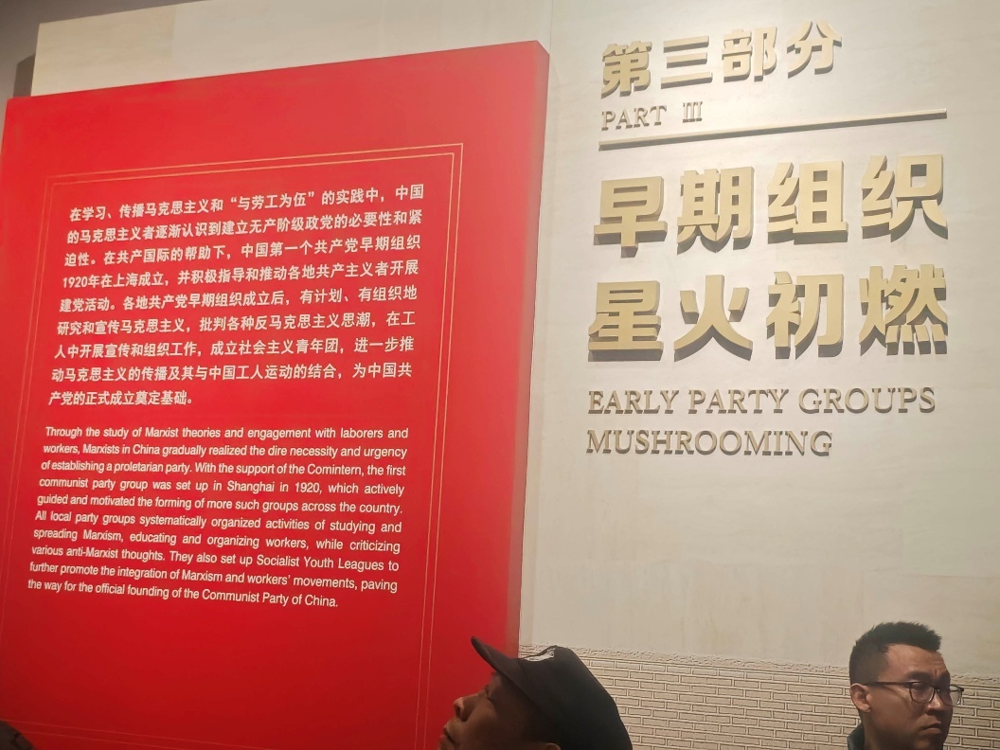 第三部分
PART Ⅲ
早期组织
星火初燃
EARLY PARTY GROUPS
MUSHROOMING
在学习、传播马克思主义和“与劳工为伍”的实践中，中国
的马克思主义者逐渐认识到建立无产阶级政党的必要性和紧
迫性。在共产国际的帮助下，中国第一个共产党早期组织
1920年在上海成立，并积极指导和推动各地共产主义者开展
建党活动。各地共产党早期组织成立后，有计划、有组织地
研究和宣传马克思主义，批判各种反马克思主义思潮，在工
人中开展宣传和组织工作，成立社会主义青年团，进一步推
动马克思主义的传播及其与中国工人运动的结合，为中国共
产党的正式成立奠定基础。
Through the study of Marxist theories and engagement with laborers and
workers, Marxists in China gradually realized the dire necessity and urgency
of establishing a proletarian party. With the support of the Comintern, the first
communist party group was set up in Shanghai in 1920, which actively
guided and motivated the forming of more such groups across the country.
All local party groups systematically organized activities of studying and
spreading Marxism, educating and organizing workers, while criticizing
various anti-Marxist thoughts. They also set up Socialist Youth Leagues to
further promote the integration of Marxism and workers' movements, paving
the way for the official founding of the Communist Party of China.